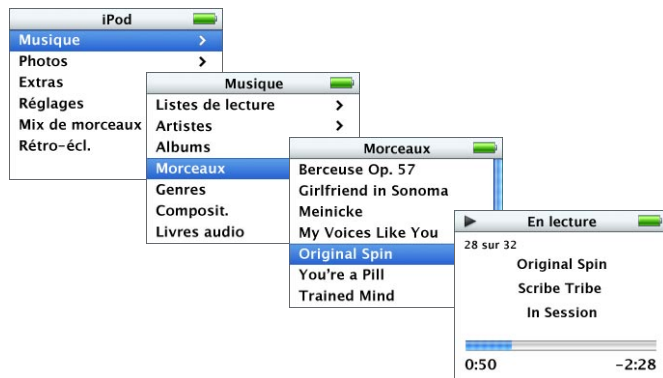 iPod
Musique
Photos
Extras
Réglages
Mix de morceaux
Rétro-écl.
Musique
Listes de lecture
Artistes
Albums
Morceaux
Genres
Composit.
Livres audio
Morceaux
Berceuse Op. 57
Girlfriend in Sonoma
Meinicke
My Voices Like You
Original Spin
You're a Pill
Trained Mind
En lecture
28 sur 32
Original Spin
Scribe Tribe
In Session
0:50 -2:28